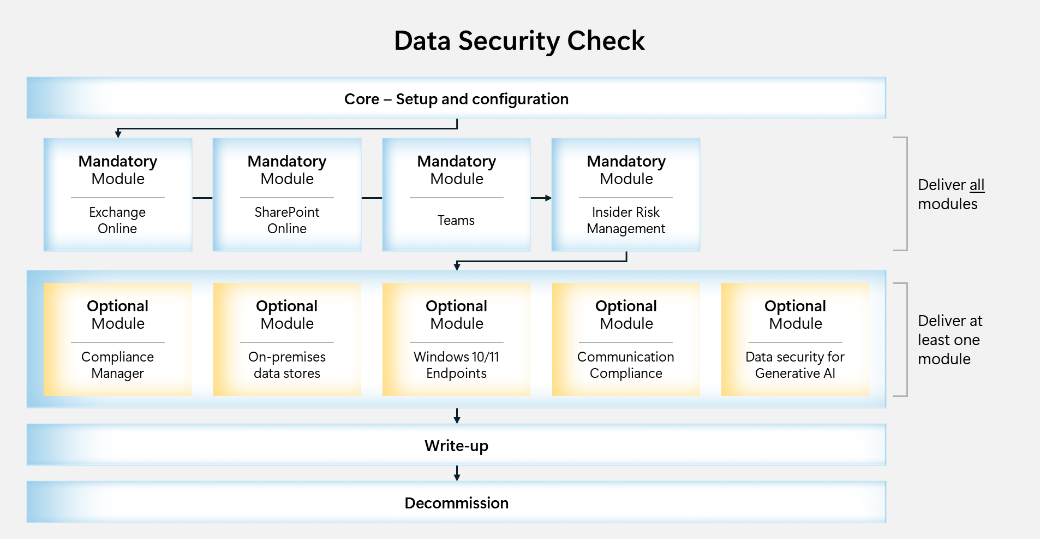 Data Security Check
Core – Setup and configuration
Mandatory
Module
Exchange
Online
Mandatory
Module
SharePoint
Online
Mandatory
Module
Teams
Mandatory
Module
Insider Risk
Management
Deliver all
modules
Optional
Module
Compliance
Manager
Optional
Module
On-premises
data stores
Optional
Module
Windows 10/11
Endpoints
Optional
Module
Communication
Compliance
Optional
Module
Data security for
Generative AI
Deliver at
least one
module
Write-up
Decommission